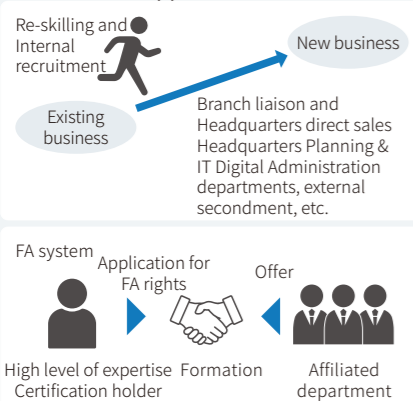 Re-skilling and
Internal
recruitment
New business
Existing
business
Branch liaison and
Headquarters direct sales
Headquarters Planning &
IT Digital Administration
departments, external
secondment, etc.
FA system
Application for
FA rights
Offer
High level of expertise
Certification holder
Formation
Affiliated
department